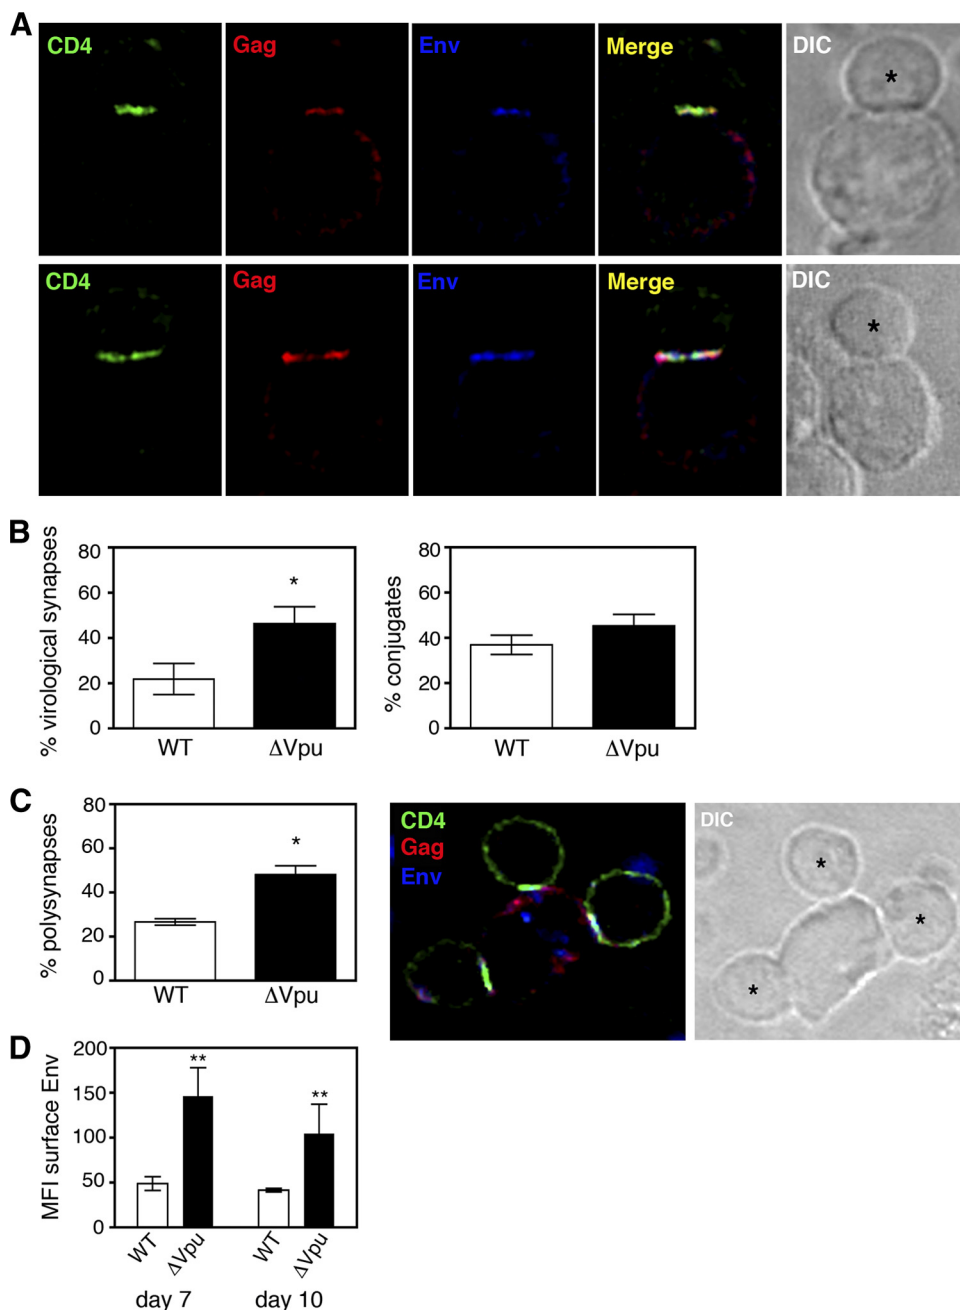 A
CD4 Gag Env Merge DIC
*
CD4 Gag Env Merge DIC
*
B
% virological synapses
80
60
40
20
0
*
WT ΔVpu
% conjugates
80
60
40
20
0
WT ΔVpu
C
% polysynapses
80
60
40
20
0
*
WT ΔVpu
CD4
Gag
Env
DIC
*
*
*
D
MFI surface Env
200
150
100
50
0
** **
WT ΔVpu WT ΔVpu
day 7 day 10